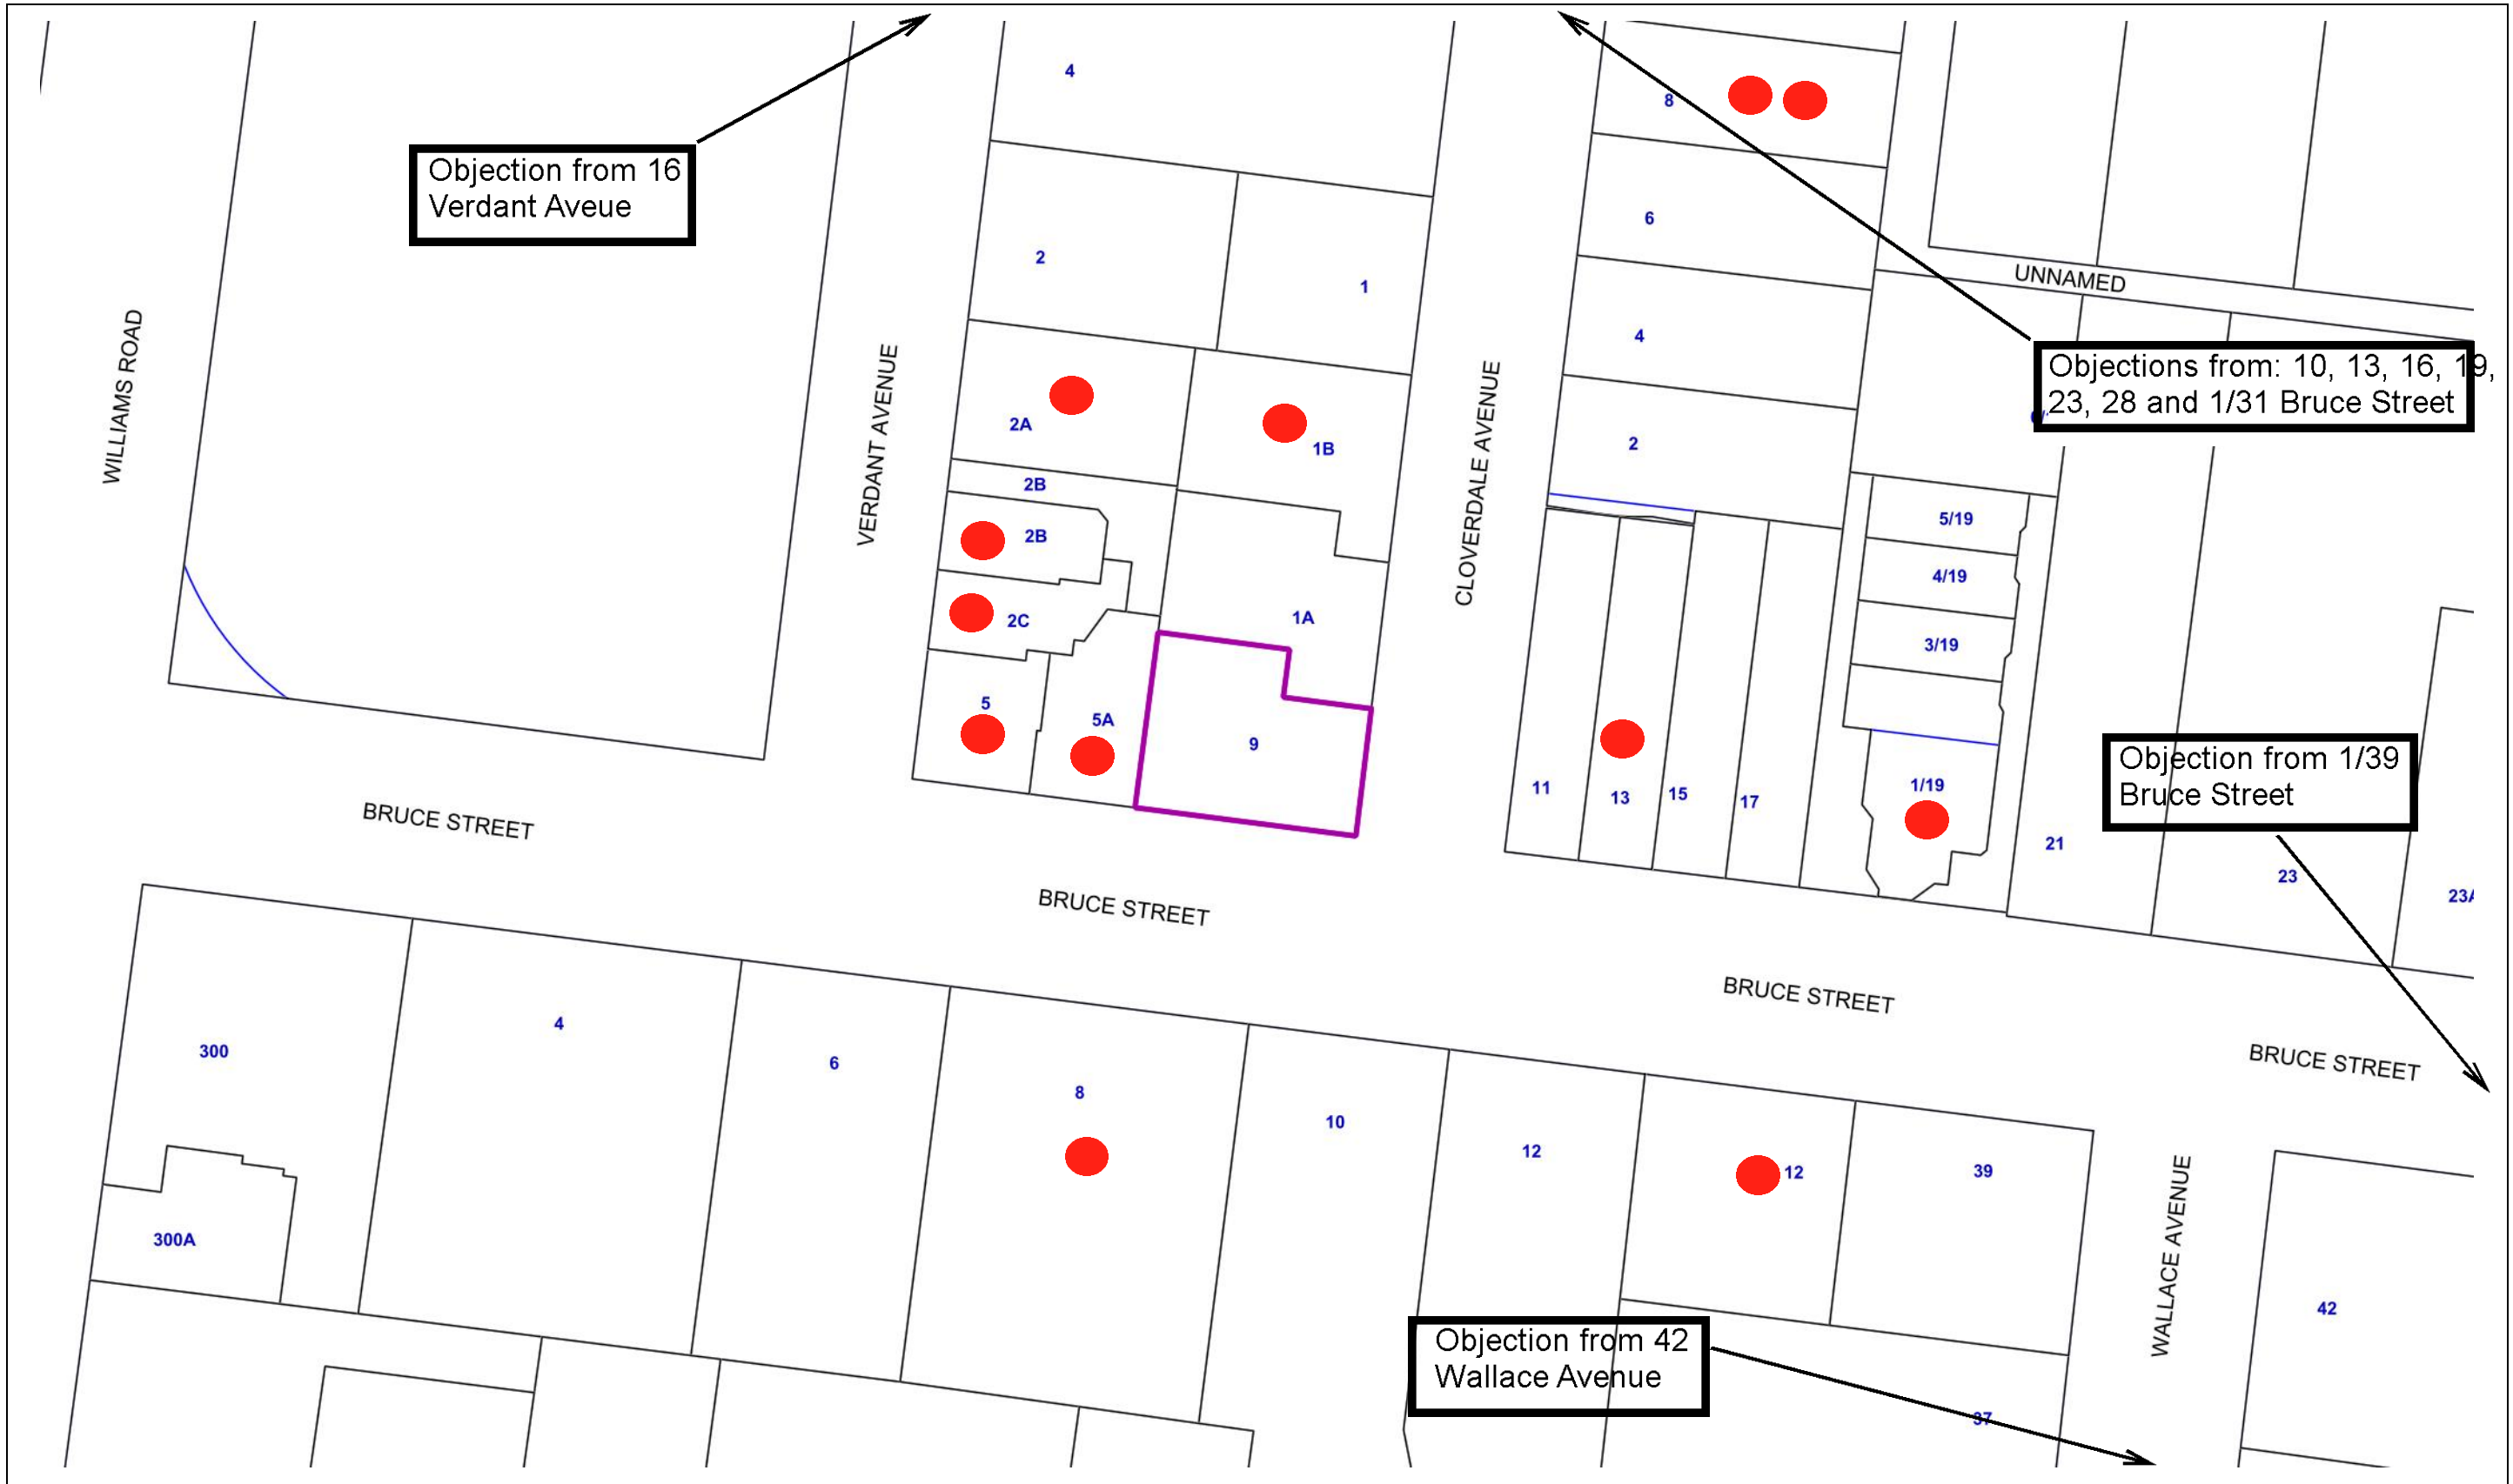 4
8
Objection from 16
Verdant Aveue
6
2
1
UNNAMED
WILLIAMS ROAD
VERDANT AVENUE
CLOVERDALE AVENUE
4
Objections from: 10, 13, 16, 19,
23, 28 and 1/31 Bruce Street
2A
1B
2
2B
2B
5/19
4/19
2C
1A
3/19
5
5A
9
11
13
15
17
1/19
Objection from 1/39
Bruce Street
21
23
23A
BRUCE STREET
BRUCE STREET
BRUCE STREET
BRUCE STREET
300
4
6
8
10
12
12
39
WALLACE AVENUE
300A
42
Objection from 42
Wallace Avenue
37